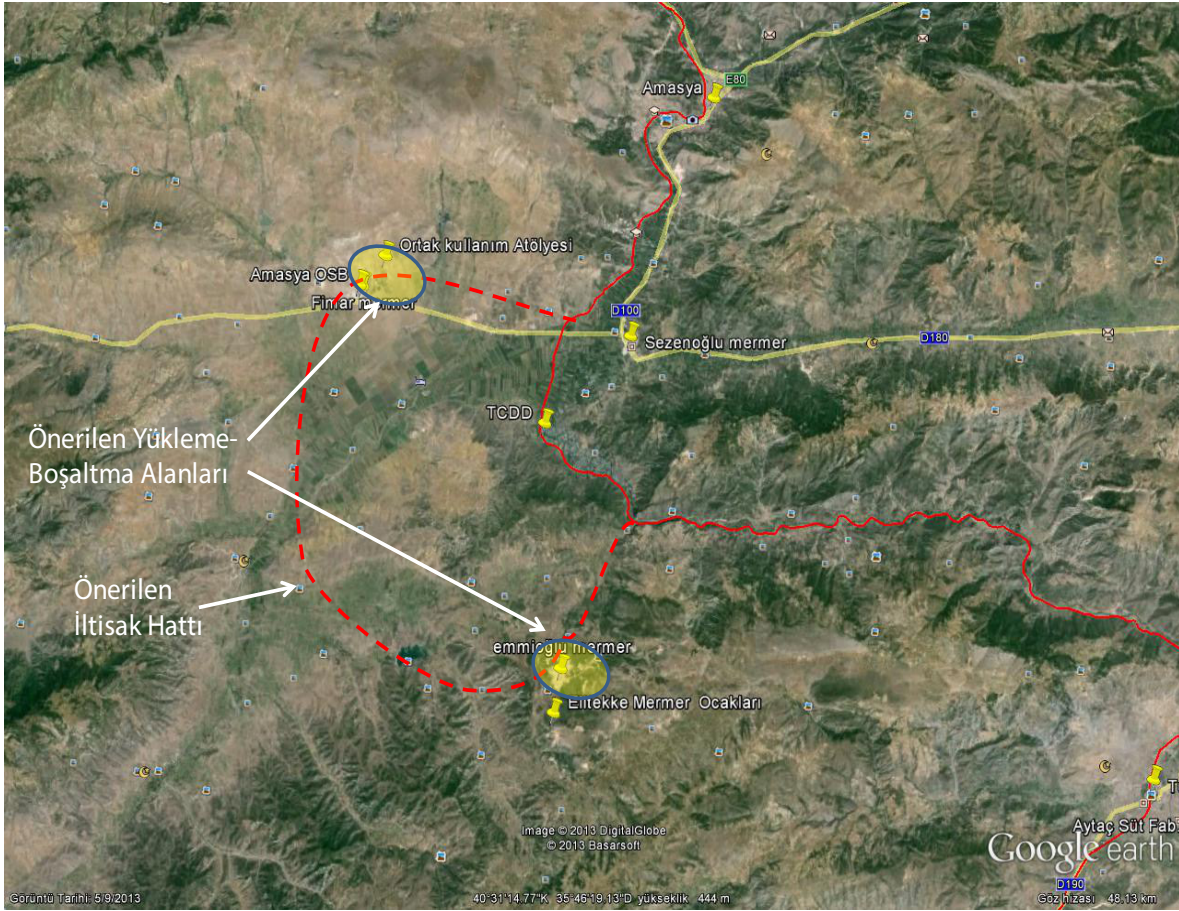 E80
Amasya
Ortak kullanım Atölyesi
Amasya OSB
Fimar mermer
D100
Sezenoğlu mermer
D180
TCDD
Önerilen Yükleme-
Boşaltma Alanları
Önerilen
İltisak Hattı
emmioğlu mermer
Elitekke Mermer Ocakları
Aytaç Süt Fab
Image © 2013 DigitalGlobe
© 2013 Basarsoft
Google earth
D190
Görüntü Tarihi: 5/9/2013
40°31'14.77"K 35°46'19.13"D yükseklik 444 m
Göz hizası 48.13 km